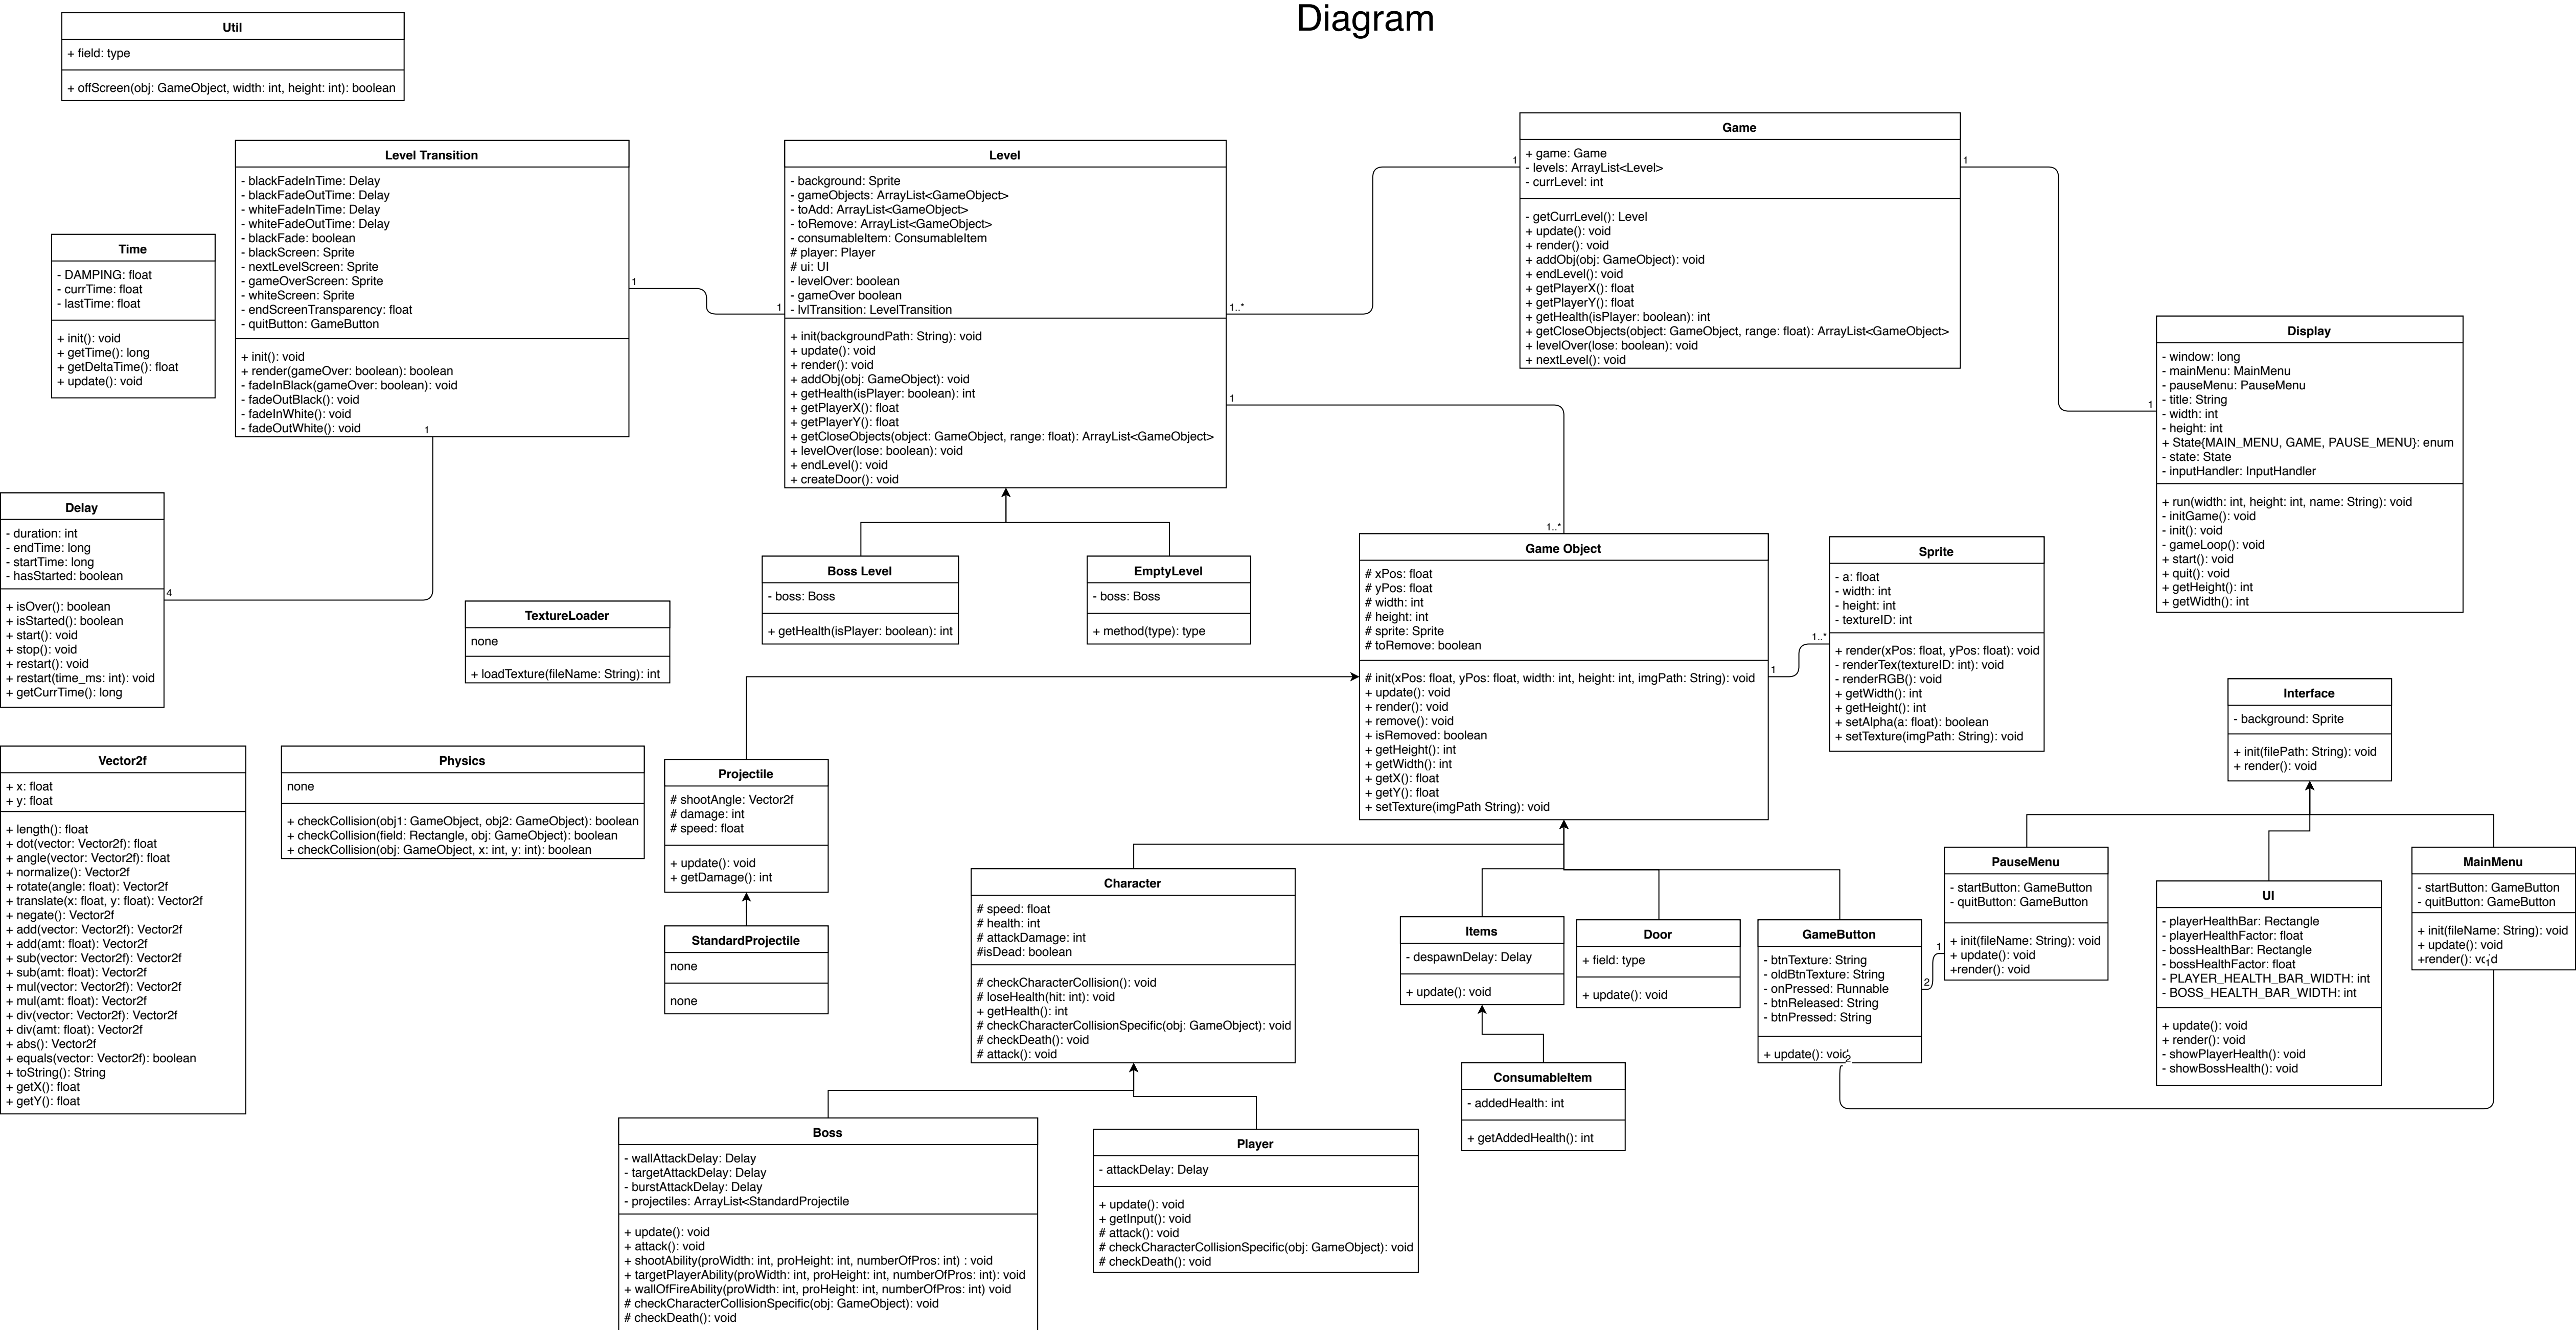 Diagram
Util
+ field: type
+ offScreen(obj: GameObject, width: int, height: int): boolean
Level Transition
- blackFadeInTime: Delay
- blackFadeOutTime: Delay
- whiteFadeInTime: Delay
- whiteFadeOutTime: Delay
- blackFade: boolean
- blackScreen: Sprite
- nextLevelScreen: Sprite
- gameOverScreen: Sprite
- whiteScreen: Sprite
- endScreenTransparency: float
- quitButton: GameButton
+ init(): void
+ render(gameOver: boolean): boolean
- fadeInBlack(gameOver: boolean): void
- fadeOutBlack(): void
- fadeInWhite(): void
- fadeOutWhite(): void
1
1
1
Level
- background: Sprite
- gameObjects: ArrayList<GameObject>
- toAdd: ArrayList<GameObject>
- toRemove: ArrayList<GameObject>
- consumableItem: ConsumableItem
# player: Player
# ui: UI
- levelOver: boolean
- gameOver boolean
- lvlTransition: LevelTransition
+ init(backgroundPath: String): void
+ update(): void
+ render(): void
+ addObj(obj: GameObject): void
+ getHealth(isPlayer: boolean): int
+ getPlayerX(): float
+ getPlayerY(): float
+ getCloseObjects(object: GameObject, range: float): ArrayList<GameObject>
+ levelOver(lose: boolean): void
+ endLevel(): void
+ createDoor(): void
1..*
1
1
Game
+ game: Game
- levels: ArrayList<Level>
- currLevel: int
- getCurrLevel(): Level
+ update(): void
+ render(): void
+ addObj(obj: GameObject): void
+ endLevel(): void
+ getPlayerX(): float
+ getPlayerY(): float
+ getHealth(isPlayer: boolean): int
+ getCloseObjects(object: GameObject, range: float): ArrayList<GameObject>
+ levelOver(lose: boolean): void
+ nextLevel(): void
1
1
Display
- window: long
- mainMenu: MainMenu
- pauseMenu: PauseMenu
- title: String
- width: int
- height: int
+ State{MAIN_MENU, GAME, PAUSE_MENU}: enum
- state: State
- inputHandler: InputHandler
+ run(width: int, height: int, name: String): void
- initGame(): void
- init(): void
- gameLoop(): void
+ start(): void
+ quit(): void
+ getHeight(): int
+ getWidth(): int
Time
- DAMPING: float
- currTime: float
- lastTime: float
+ init(): void
+ getTime(): long
+ getDeltaTime(): float
+ update(): void
Delay
- duration: int
- endTime: long
- startTime: long
- hasStarted: boolean
+ isOver(): boolean
+ isStarted(): boolean
+ start(): void
+ stop(): void
+ restart(): void
+ restart(time_ms: int): void
+ getCurrTime(): long
4
TextureLoader
none
+ loadTexture(fileName: String): int
Boss Level
- boss: Boss
+ getHealth(isPlayer: boolean): int
EmptyLevel
- boss: Boss
+ method(type): type
1..*
Game Object
# xPos: float
# yPos: float
# width: int
# height: int
# sprite: Sprite
# toRemove: boolean
# init(xPos: float, yPos: float, width: int, height: int, imgPath: String): void
+ update(): void
+ render(): void
+ remove(): void
+ isRemoved: boolean
+ getHeight(): int
+ getWidth(): int
+ getX(): float
+ getY(): float
+ setTexture(imgPath String): void
1
1..*
Sprite
- a: float
- width: int
- height: int
- textureID: int
+ render(xPos: float, yPos: float): void
- renderTex(textureID: int): void
- renderRGB(): void
+ getWidth(): int
+ getHeight(): int
+ setAlpha(a: float): boolean
+ setTexture(imgPath: String): void
Interface
- background: Sprite
+ init(filePath: String): void
+ render(): void
Vector2f
+ x: float
+ y: float
+ length(): float
+ dot(vector: Vector2f): float
+ angle(vector: Vector2f): float
+ normalize(): Vector2f
+ rotate(angle: float): Vector2f
+ translate(x: float, y: float): Vector2f
+ negate(): Vector2f
+ add(vector: Vector2f): Vector2f
+ add(amt: float): Vector2f
+ sub(vector: Vector2f): Vector2f
+ sub(amt: float): Vector2f
+ mul(vector: Vector2f): Vector2f
+ mul(amt: float): Vector2f
+ div(vector: Vector2f): Vector2f
+ div(amt: float): Vector2f
+ abs(): Vector2f
+ equals(vector: Vector2f): boolean
+ toString(): String
+ getX(): float
+ getY(): float
Physics
none
+ checkCollision(obj1: GameObject, obj2: GameObject): boolean
+ checkCollision(field: Rectangle, obj: GameObject): boolean
+ checkCollision(obj: GameObject, x: int, y: int): boolean
Projectile
# shootAngle: Vector2f
# damage: int
# speed: float
+ update(): void
+ getDamage(): int
StandardProjectile
none
none
Character
# speed: float
# health: int
# attackDamage: int
#isDead: boolean
# checkCharacterCollision(): void
# loseHealth(hit: int): void
+ getHealth(): int
# checkCharacterCollisionSpecific(obj: GameObject): void
# checkDeath(): void
# attack(): void
Items
- despawnDelay: Delay
+ update(): void
Door
+ field: type
+ update(): void
GameButton
- btnTexture: String
- oldBtnTexture: String
- onPressed: Runnable
- btnReleased: String
- btnPressed: String
+ update(): void
2
2
1
PauseMenu
- startButton: GameButton
- quitButton: GameButton
+ init(fileName: String): void
+ update(): void
+render(): void
UI
- playerHealthBar: Rectangle
- playerHealthFactor: float
- bossHealthBar: Rectangle
- bossHealthFactor: float
- PLAYER_HEALTH_BAR_WIDTH: int
- BOSS_HEALTH_BAR_WIDTH: int
+ update(): void
+ render(): void
- showPlayerHealth(): void
- showBossHealth(): void
MainMenu
- startButton: GameButton
- quitButton: GameButton
+ init(fileName: String): void
+ update(): void
+render(): void
1
ConsumableItem
- addedHealth: int
+ getAddedHealth(): int
Boss
- wallAttackDelay: Delay
- targetAttackDelay: Delay
- burstAttackDelay: Delay
- projectiles: ArrayList<StandardProjectile
+ update(): void
+ attack(): void
+ shootAbility(proWidth: int, proHeight: int, numberOfPros: int) : void
+ targetPlayerAbility(proWidth: int, proHeight: int, numberOfPros: int): void
+ wallOfFireAbility(proWidth: int, proHeight: int, numberOfPros: int) void
# checkCharacterCollisionSpecific(obj: GameObject): void
# checkDeath(): void
Player
- attackDelay: Delay
+ update(): void
+ getInput(): void
# attack(): void
# checkCharacterCollisionSpecific(obj: GameObject): void
# checkDeath(): void